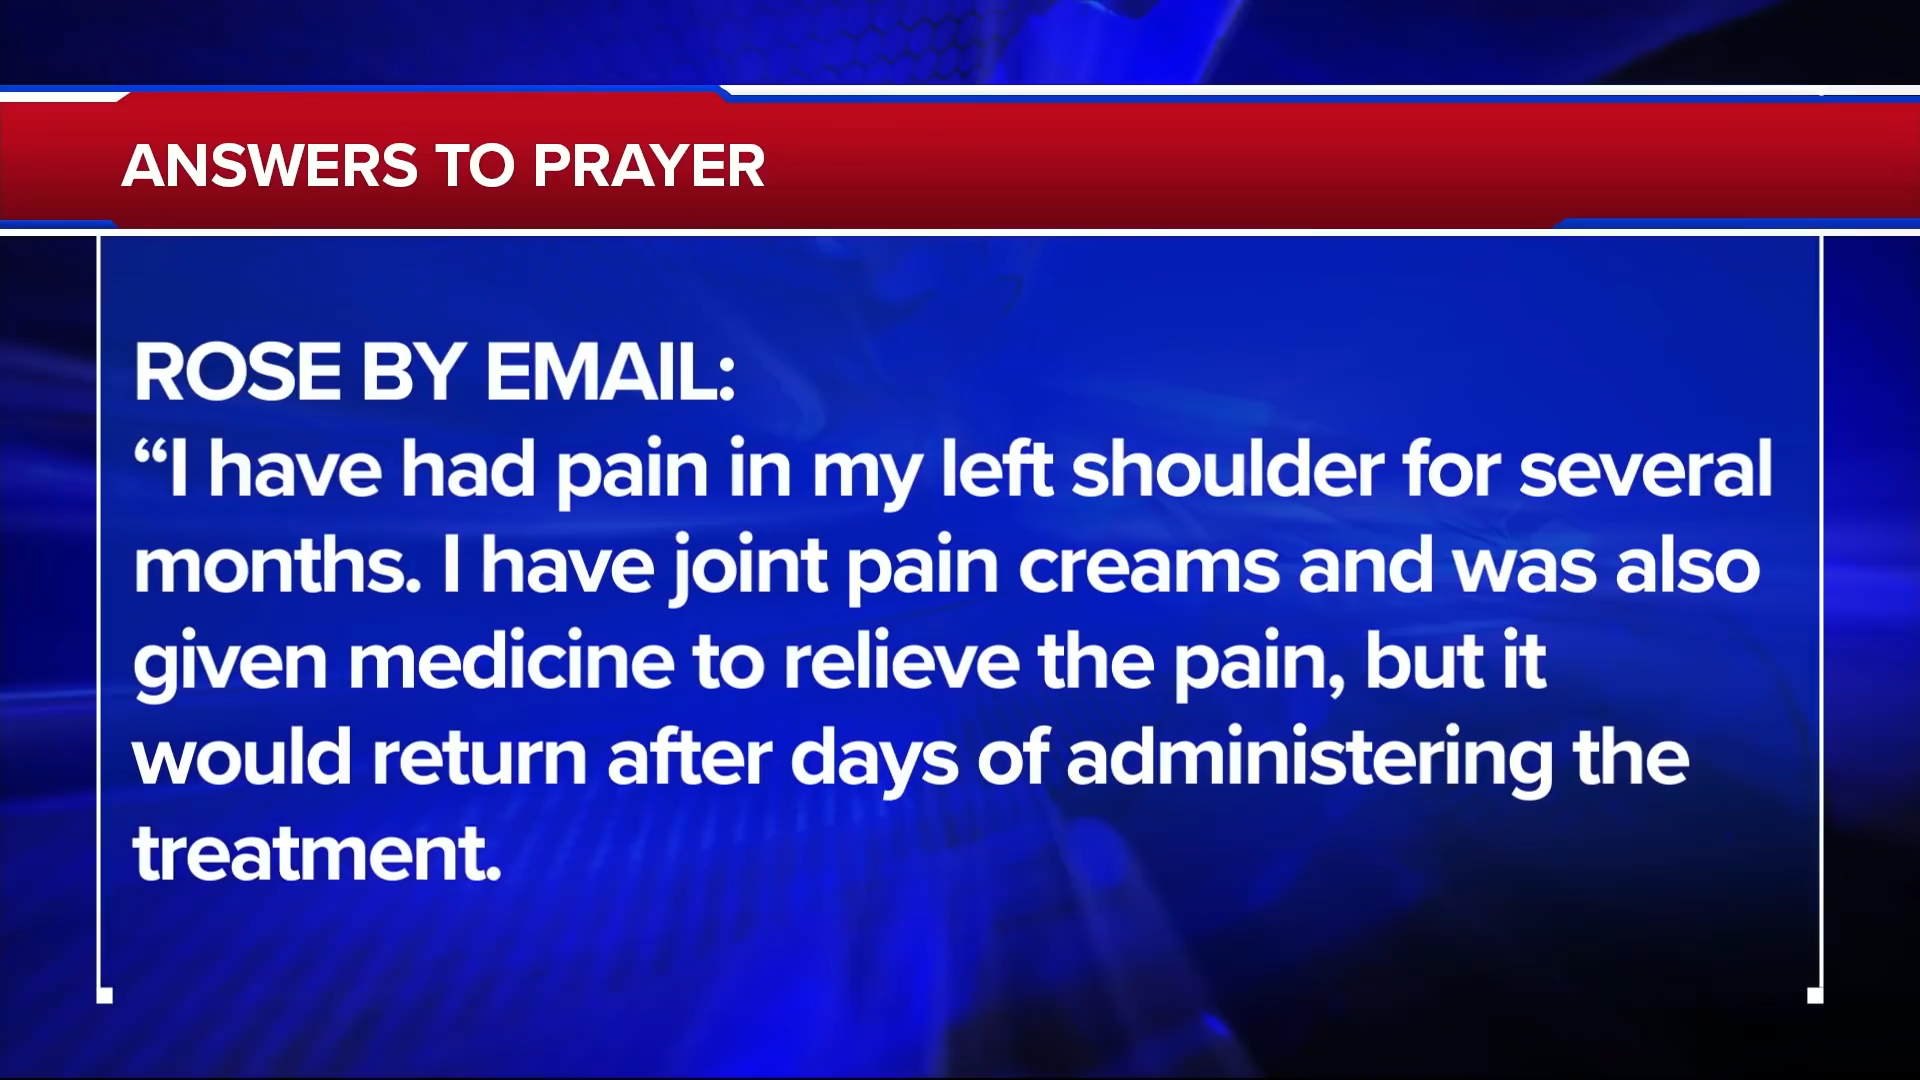 ANSWERS TO PRAYER
ROSE BY EMAIL:
“I have had pain in my left shoulder for several
months. I have joint pain creams and was also
given medicine to relieve the pain, but it
would return after days of administering the
treatment.